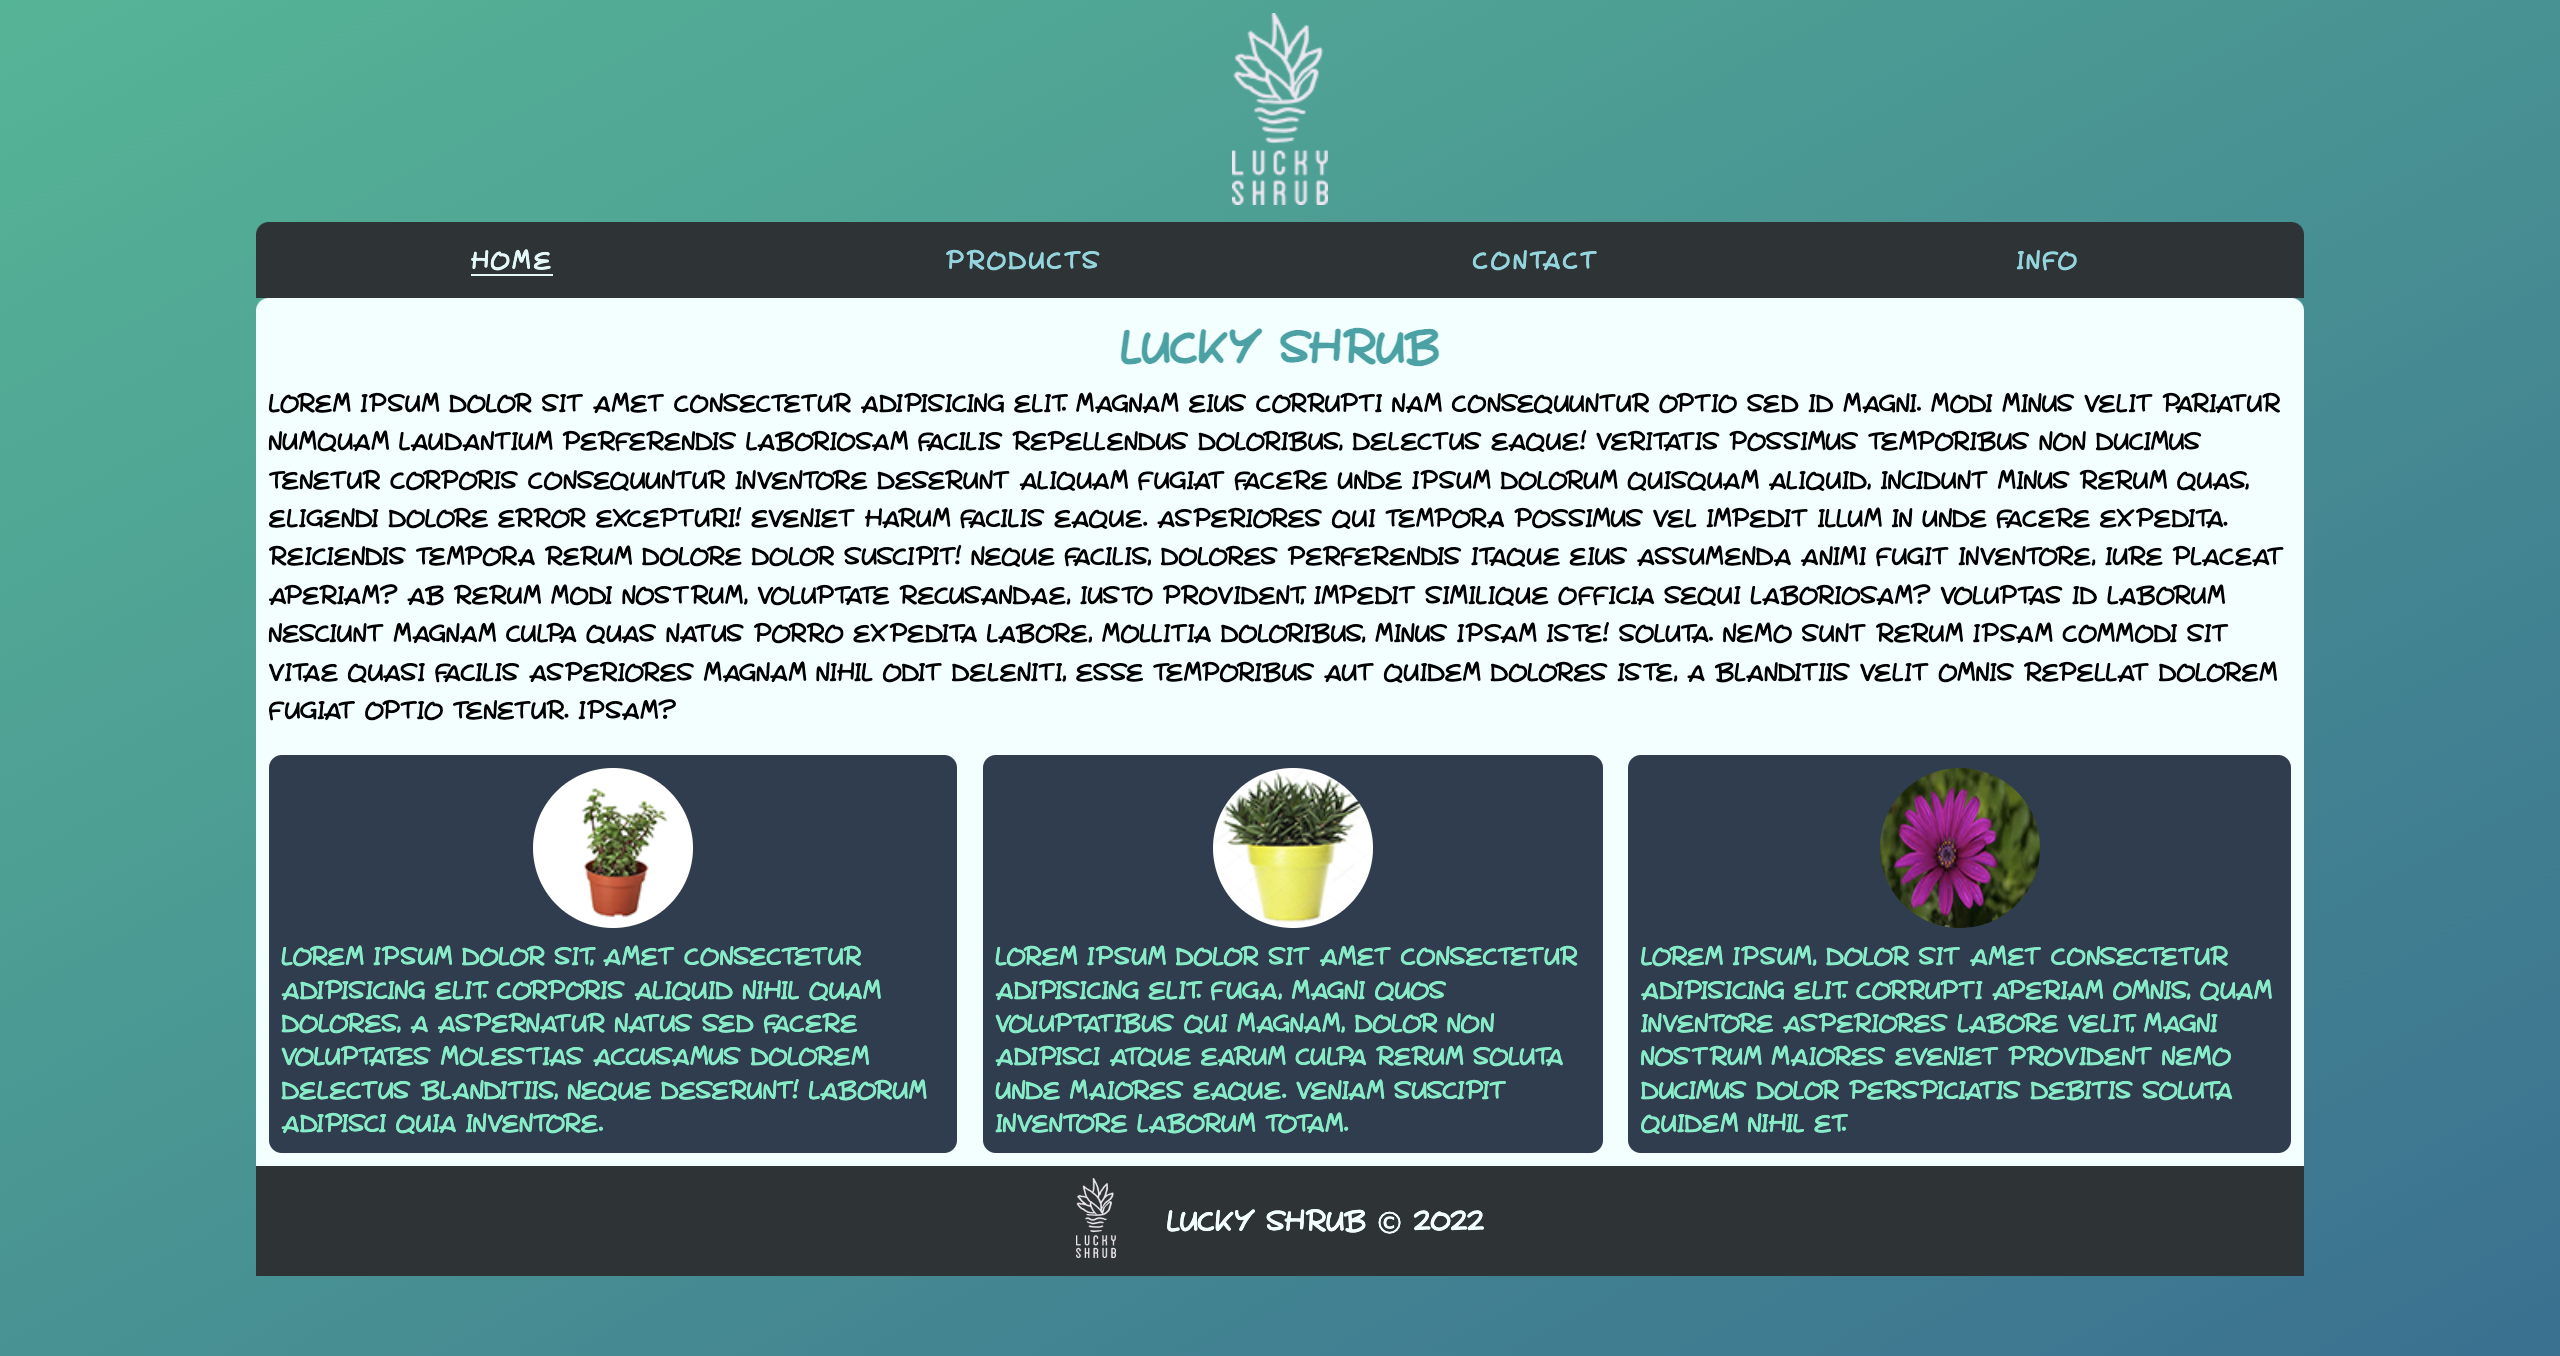 LUCKY
SHRUB
HOME
PRODUCTS
CONTACT
INFO
LUCKY SHRUB
LOREM IPSUM DOLOR SIT AMET CONSECTETUR ADIPISICING ELIT. MAGNAM EIUS CORRUPTI NAM CONSEQUUNTUR OPTIO SED ID MAGNI. MODI MINUS VELIT PARIATUR
NUMQUAM LAUDANTIUM PERFERENDIS LABORIOSAM FACILIS REPELLENDUS DOLORIBUS, DELECTUS EAQUE! VERITATIS POSSIMUS TEMPORIBUS NON DUCIMUS
TENETUR CORPORIS CONSEQUUNTUR INVENTORE DESERUNT ALIQUAM FUGIAT FACERE UNDE IPSUM DOLORUM QUISQUAM ALIQUID, INCIDUNT MINUS RERUM QUAS,
ELIGENDI DOLORE ERROR EXCEPTURI! EVENIET HARUM FACILIS EAQUE. ASPERIORES QUI TEMPORA POSSIMUS VEL IMPEDIT ILLUM IN UNDE FACERE EXPEDITA.
REICIENDIS TEMPORA RERUM DOLORE DOLOR SUSCIPIT! NEQUE FACILIS, DOLORES PERFERENDIS ITAQUE EIUS ASSUMENDA ANIMI FUGIT INVENTORE, IURE PLACEAT
APERIAM? AB RERUM MODI NOSTRUM, VOLUPTATE RECUSANDAE, IUSTO PROVIDENT, IMPEDIT SIMILIQUE OFFICIA SEQUI LABORIOSAM? VOLUPTAS ID LABORUM
NESCIUNT MAGNAM CULPA QUAS NATUS PORRO EXPEDITA LABORE, MOLLITIA DOLORIBUS, MINUS IPSAM ISTE! SOLUTA. NEMO SUNT RERUM IPSAM COMMODI SIT
VITAE QUASI FACILIS ASPERIORES MAGNAM NIHIL ODIT DELENITI, ESSE TEMPORIBUS AUT QUIDEM DOLORES ISTE, A BLANDITIIS VELIT OMNIS REPELLAT DOLOREM
FUGIAT OPTIO TENETUR. IPSAM?
LOREM IPSUM DOLOR SIT, AMET CONSECTETUR
ADIPISICING ELIT. CORPORIS ALIQUID NIHIL QUAM
DOLORES, A ASPERNATUR NATUS SED FACERE
VOLUPTATES MOLESTIAS ACCUSAMUS DOLOREM
DELECTUS BLANDITIIS, NEQUE DESERUNT! LABORUM
ADIPISCI QUIA INVENTORE.
LOREM IPSUM DOLOR SIT AMET CONSECTETUR
ADIPISICING ELIT. FUGA, MAGNI QUOS
VOLUPTATIBUS QUI MAGNAM, DOLOR NON
ADIPISCI ATQUE EARUM CULPA RERUM SOLUTA
UNDE MAIORES EAQUE. VENIAM SUSCIPIT
INVENTORE LABORUM TOTAM.
LOREM IPSUM, DOLOR SIT AMET CONSECTETUR
ADIPISICING ELIT. CORRUPTI APERIAM OMNIS, QUAM
INVENTORE ASPERIORES LABORE VELIT, MAGNI
NOSTRUM MAIORES EVENIET PROVIDENT NEMO
DUCIMUS DOLOR PERSPICIATIS DEBITIS SOLUTA
QUIDEM NIHIL ET.
LUCKY
SHRUB
LUCKY SHRUB © 2022